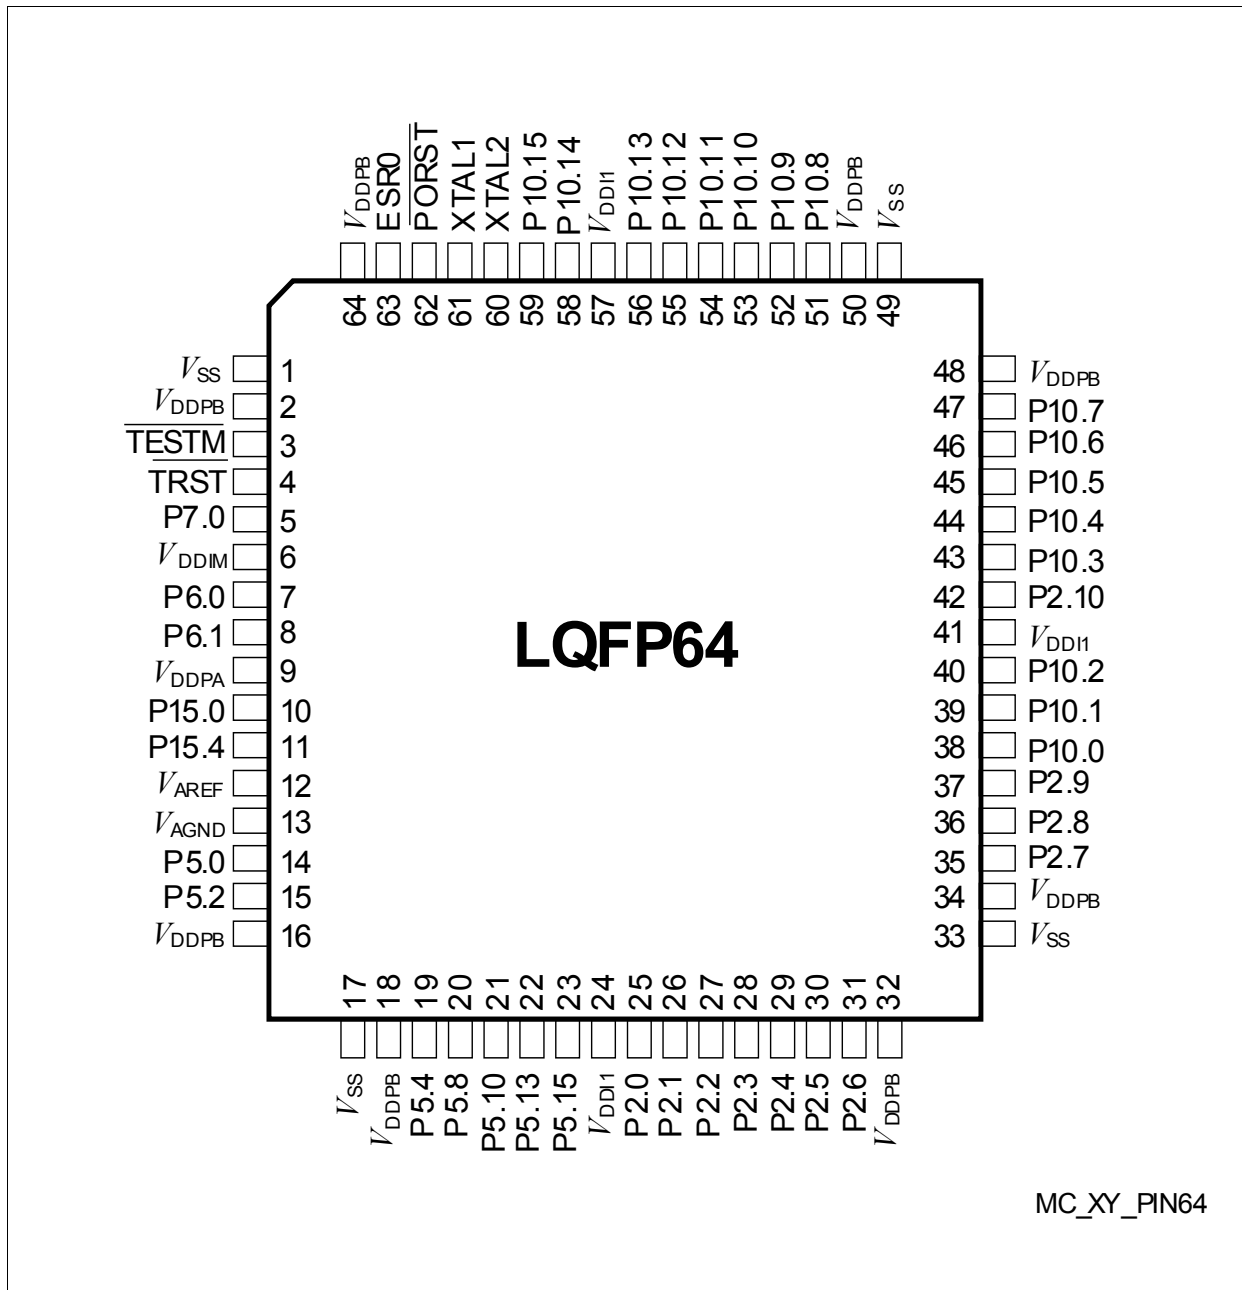 VDDPB
ESR0
PORST
XTAL1
XTAL2
P10.15
P10.14
VDDI1
P10.13
P10.12
P10.11
P10.10
P10.9
P10.8
VDDPB
VSS
64 63 62 61 60 59 58 57 56 55 54 53 52 51 50 49
VSS 1
VDDPB 2
TESTM 3
TRST 4
P7.0 5
VDDIM 6
P6.0 7
P6.1 8
VDDPA 9
P15.0 10
P15.4 11
VAREF 12
VAGND 13
P5.0 14
P5.2 15
VDDPB 16
LQFP64
48 VDDPB
47 P10.7
46 P10.6
45 P10.5
44 P10.4
43 P10.3
42 P2.10
41 VDDI1
40 P10.2
39 P10.1
38 P10.0
37 P2.9
36 P2.8
35 P2.7
34 VDDPB
33 VSS
17 18 19 20 21 22 23 24 25 26 27 28 29 30 31 32
VSS
VDDPB
P5.4
P5.8
P5.10
P5.13
P5.15
VDDI1
P2.0
P2.1
P2.2
P2.3
P2.4
P2.5
P2.6
VDDPB
MC_XY_PIN64